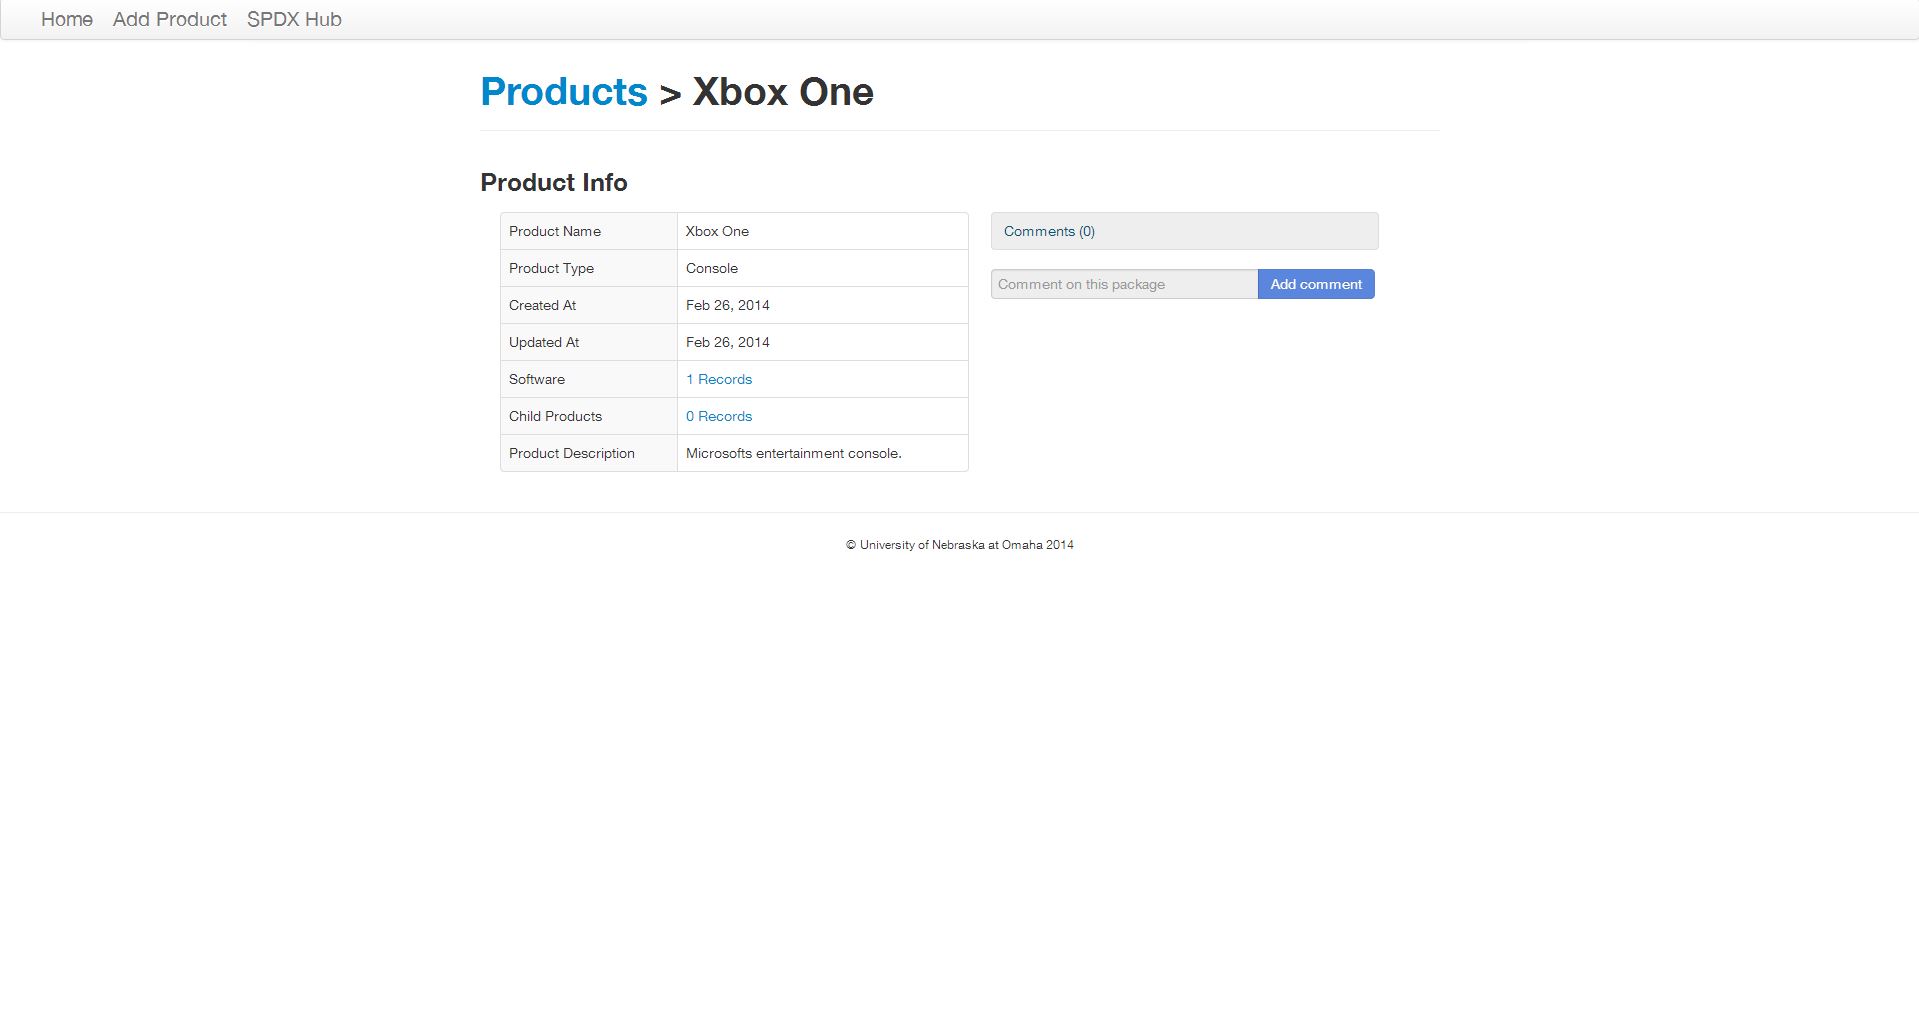 Home Add Product SPDX Hub
Products > Xbox One
Product Info
Product Name Xbox One
Product Type Console
Created At Feb 26, 2014
Updated At Feb 26, 2014
Software 1 Records
Child Products 0 Records
Product Description Microsofts entertainment console.
Comments (0)
Comment on this package Add comment
© University of Nebraska at Omaha 2014